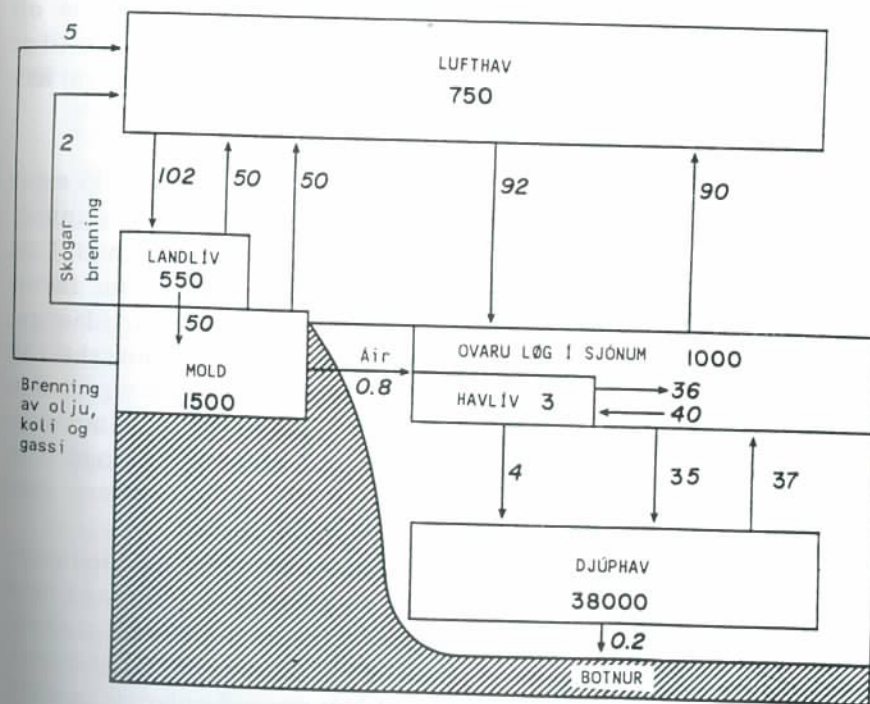 5
LUFTHAV
750
2
102
50
50
92
90
Skógar
brenning
LANDLÍV
550
50
MOLD
1500
Áir
0.8
OVARU LØG Í SJÓNUM 1000
HAVLÍV 3
36
40
Brenning
av olju,
koli og
gassi
4
35
37
DJÚPHAV
38000
0.2
BOTNUR